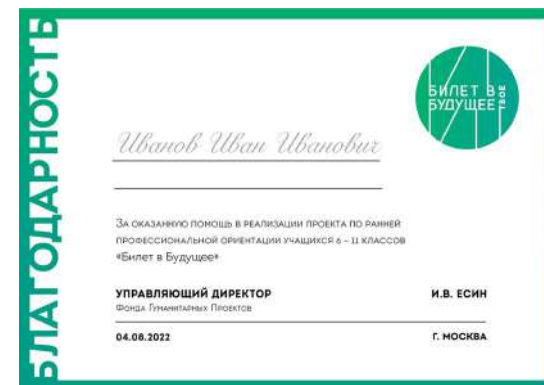 БЛАГОДАРНОСТЬ
БИЛЕТ В
БУДУЩЕЕ
ТВОЕ
Иванов Иван Иванович
За оказанную помощь в реализации проекта по ранней
профессиональной ориентации учащихся 6 – 11 классов
«Билет в Будущее»
УПРАВЛЯЮЩИЙ ДИРЕКТОР
И.В. ЕСИН
Фонда Гуманитарных Проектов
04.08.2022
Г. МОСКВА